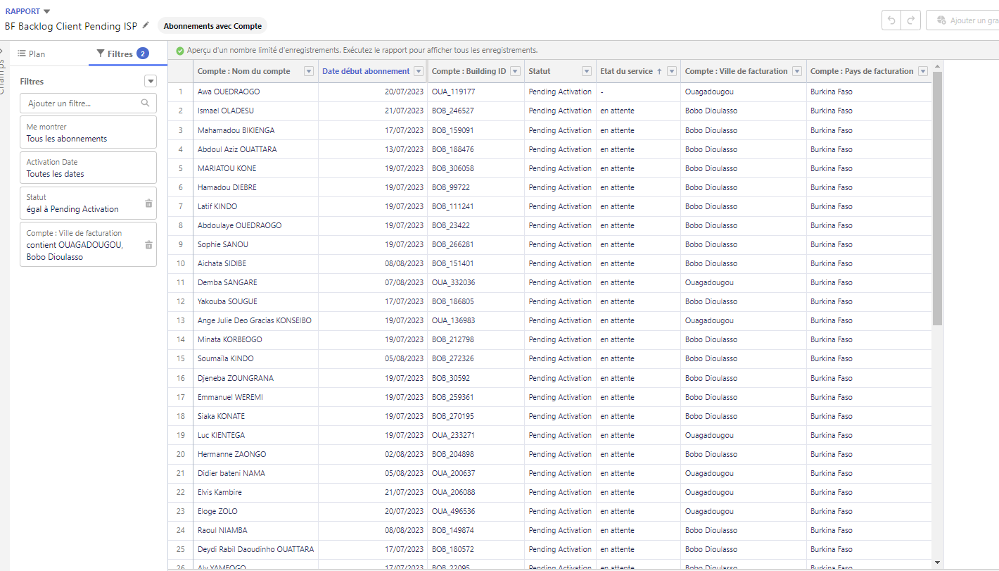 RAPPORT
BF Backlog Client Pending ISP
Abonnements avec Compte
Ajouter un gra
Champs
Plan
Filtres 2
Aperçu d'un nombre limité d'enregistrements. Exécutez le rapport pour afficher tous les enregistrements.
Filtres
Ajouter un filtre...
Me montrer
Tous les abonnements
Activation Date
Toutes les dates
Statut
égal à Pending Activation
Compte : Ville de facturation
contient OUAGADOUGOU,
Bobo Dioulasso
Compte : Nom du compte Date début abonnement Compte : Building ID Statut Etat du service ↑ Compte : Ville de facturation Compte : Pays de facturation
1 Awa OUEDRAOGO 20/07/2023 OUA_119177 Pending Activation - Ouagadougou Burkina Faso
2 Ismael OLADESU 21/07/2023 BOB_246527 Pending Activation en attente Bobo Dioulasso Burkina Faso
3 Mahamadou BIKIENGA 17/07/2023 BOB_159091 Pending Activation en attente Bobo Dioulasso Burkina Faso
4 Abdoul Aziz OUATTARA 13/07/2023 BOB_188476 Pending Activation en attente Bobo Dioulasso Burkina Faso
5 MARIATOU KONE 19/07/2023 BOB_306058 Pending Activation en attente Bobo Dioulasso Burkina Faso
6 Hamadou DIEBRE 19/07/2023 BOB_99722 Pending Activation en attente Bobo Dioulasso Burkina Faso
7 Latif KINDO 19/07/2023 BOB_111241 Pending Activation en attente Bobo Dioulasso Burkina Faso
8 Abdoulaye OUEDRAOGO 19/07/2023 BOB_23422 Pending Activation en attente Bobo Dioulasso Burkina Faso
9 Sophie SANOU 19/07/2023 BOB_266281 Pending Activation en attente Bobo Dioulasso Burkina Faso
10 Aichata SIDIBE 08/08/2023 BOB_151401 Pending Activation en attente Bobo Dioulasso Burkina Faso
11 Demba SANGARE 07/08/2023 OUA_332036 Pending Activation en attente Ouagadougou Burkina Faso
12 Yakouba SOUGUE 17/07/2023 BOB_186805 Pending Activation en attente Bobo Dioulasso Burkina Faso
13 Ange Julie Deo Gracias KONSEIBO 19/07/2023 OUA_136983 Pending Activation en attente Ouagadougou Burkina Faso
14 Minata KORBEOGO 19/07/2023 BOB_212798 Pending Activation en attente Bobo Dioulasso Burkina Faso
15 Soumaïla KINDO 05/08/2023 BOB_272326 Pending Activation en attente Bobo Dioulasso Burkina Faso
16 Djeneba ZOUNGRANA 19/07/2023 BOB_30592 Pending Activation en attente Bobo Dioulasso Burkina Faso
17 Emmanuel WEREMI 19/07/2023 BOB_259361 Pending Activation en attente Bobo Dioulasso Burkina Faso
18 Siaka KONATE 19/07/2023 BOB_270195 Pending Activation en attente Bobo Dioulasso Burkina Faso
19 Luc KIENTEGA 19/07/2023 OUA_233271 Pending Activation en attente Ouagadougou Burkina Faso
20 Hermanne ZAONGO 02/08/2023 BOB_204898 Pending Activation en attente Bobo Dioulasso Burkina Faso
21 Didier bateni NAMA 05/08/2023 OUA_200637 Pending Activation en attente Ouagadougou Burkina Faso
22 Elvis Kambire 21/07/2023 OUA_206088 Pending Activation en attente Ouagadougou Burkina Faso
23 Eloge ZOLO 20/07/2023 OUA_496536 Pending Activation en attente Ouagadougou Burkina Faso
24 Raoul NIAMBA 08/08/2023 BOB_149874 Pending Activation en attente Bobo Dioulasso Burkina Faso
25 Deydi Rabil Daoudinho OUATTARA 17/07/2023 BOB_180572 Pending Activation en attente Bobo Dioulasso Burkina Faso
26 Aly YAMEOGO 17/07/2023 BOB_22095 Pending Activation en attente Bobo Dioulasso Burkina Faso